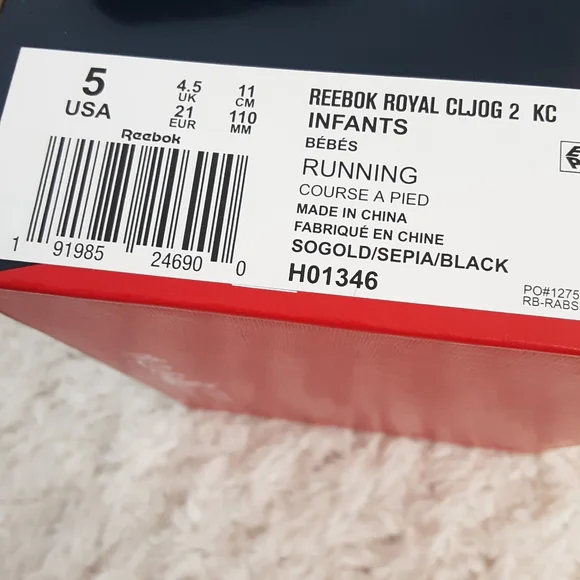 5
USA
4.5
UK
21
EUR
11
CM
110
MM
Reebok
1 91985 24690 0
REEBOK ROYAL CLJOG 2 KC
INFANTS
BÉBÉS
RUNNING
COURSE A PIED
MADE IN CHINA
FABRIQUÉ EN CHINE
SOGOLD/SEPIA/BLACK
H01346
PO#1275
RB-RABS